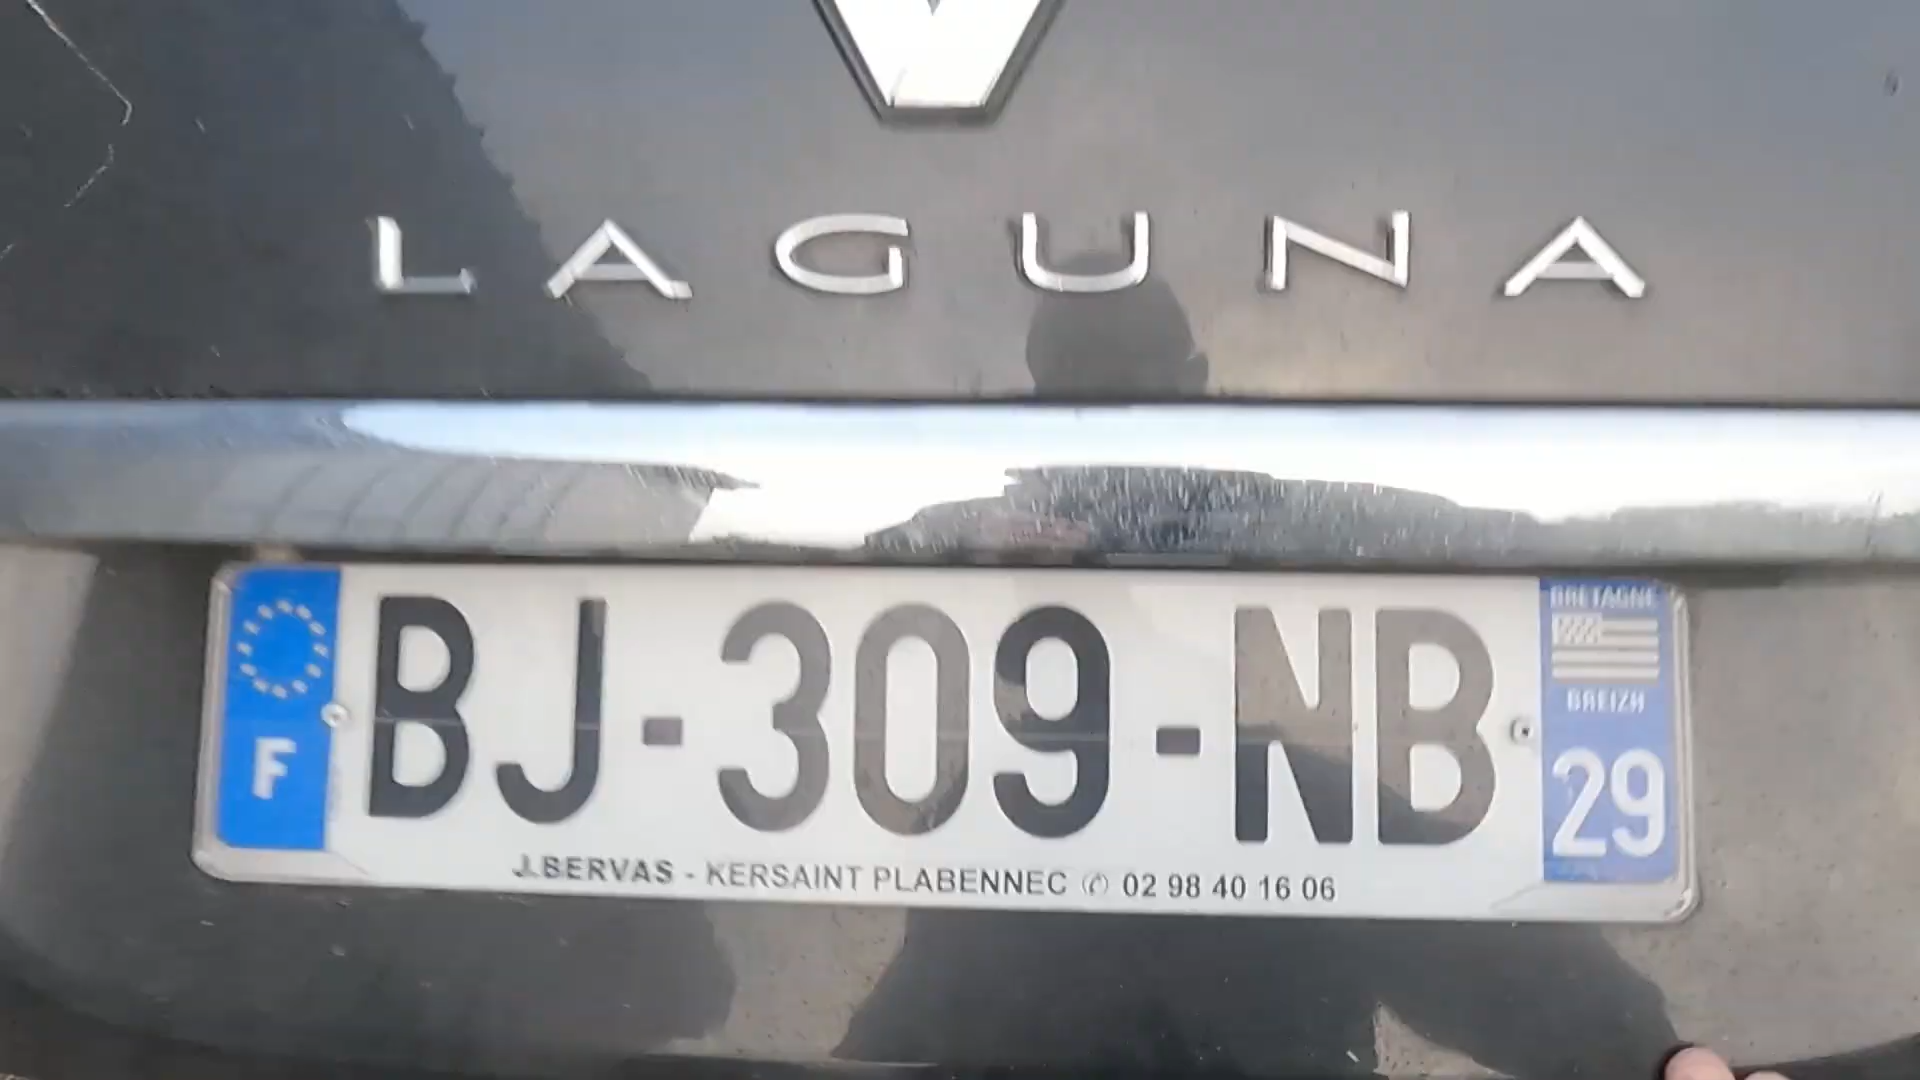 LAGUNA
F BJ-309-NB
BRETAGNE
BREIZH
29
J.BERVAS - KERSAINT PLABENNEC ✆ 02 98 40 16 06